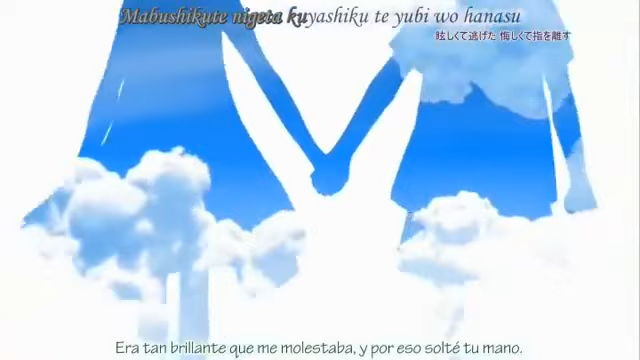 Mabushikute nigeta kuyashiku te yubi wo hanasu
眩しくて逃げた 悔しくて指を離す
Era tan brillante que me molestaba, y por eso solté tu mano.